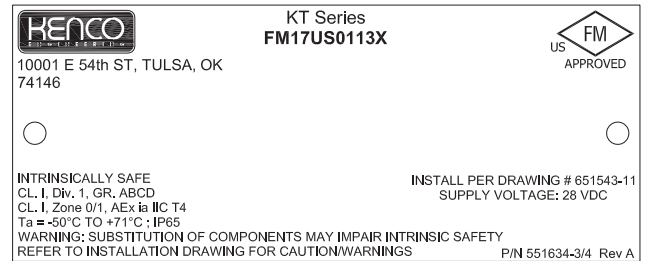 KENCO
ENGINEERING
KT Series
FM17US0113X
FM
US
APPROVED
10001 E 54th ST, TULSA, OK
74146
INTRINSICALLY SAFE
CL. I, Div. 1, GR. ABCD
CL. I, Zone 0/1, AEx ia IIC T4
Ta = -50°C TO +71°C ; IP65
INSTALL PER DRAWING # 651543-11
SUPPLY VOLTAGE: 28 VDC
WARNING: SUBSTITUTION OF COMPONENTS MAY IMPAIR INTRINSIC SAFETY
REFER TO INSTALLATION DRAWING FOR CAUTION/WARNINGS
P/N 551634-3/4 Rev A